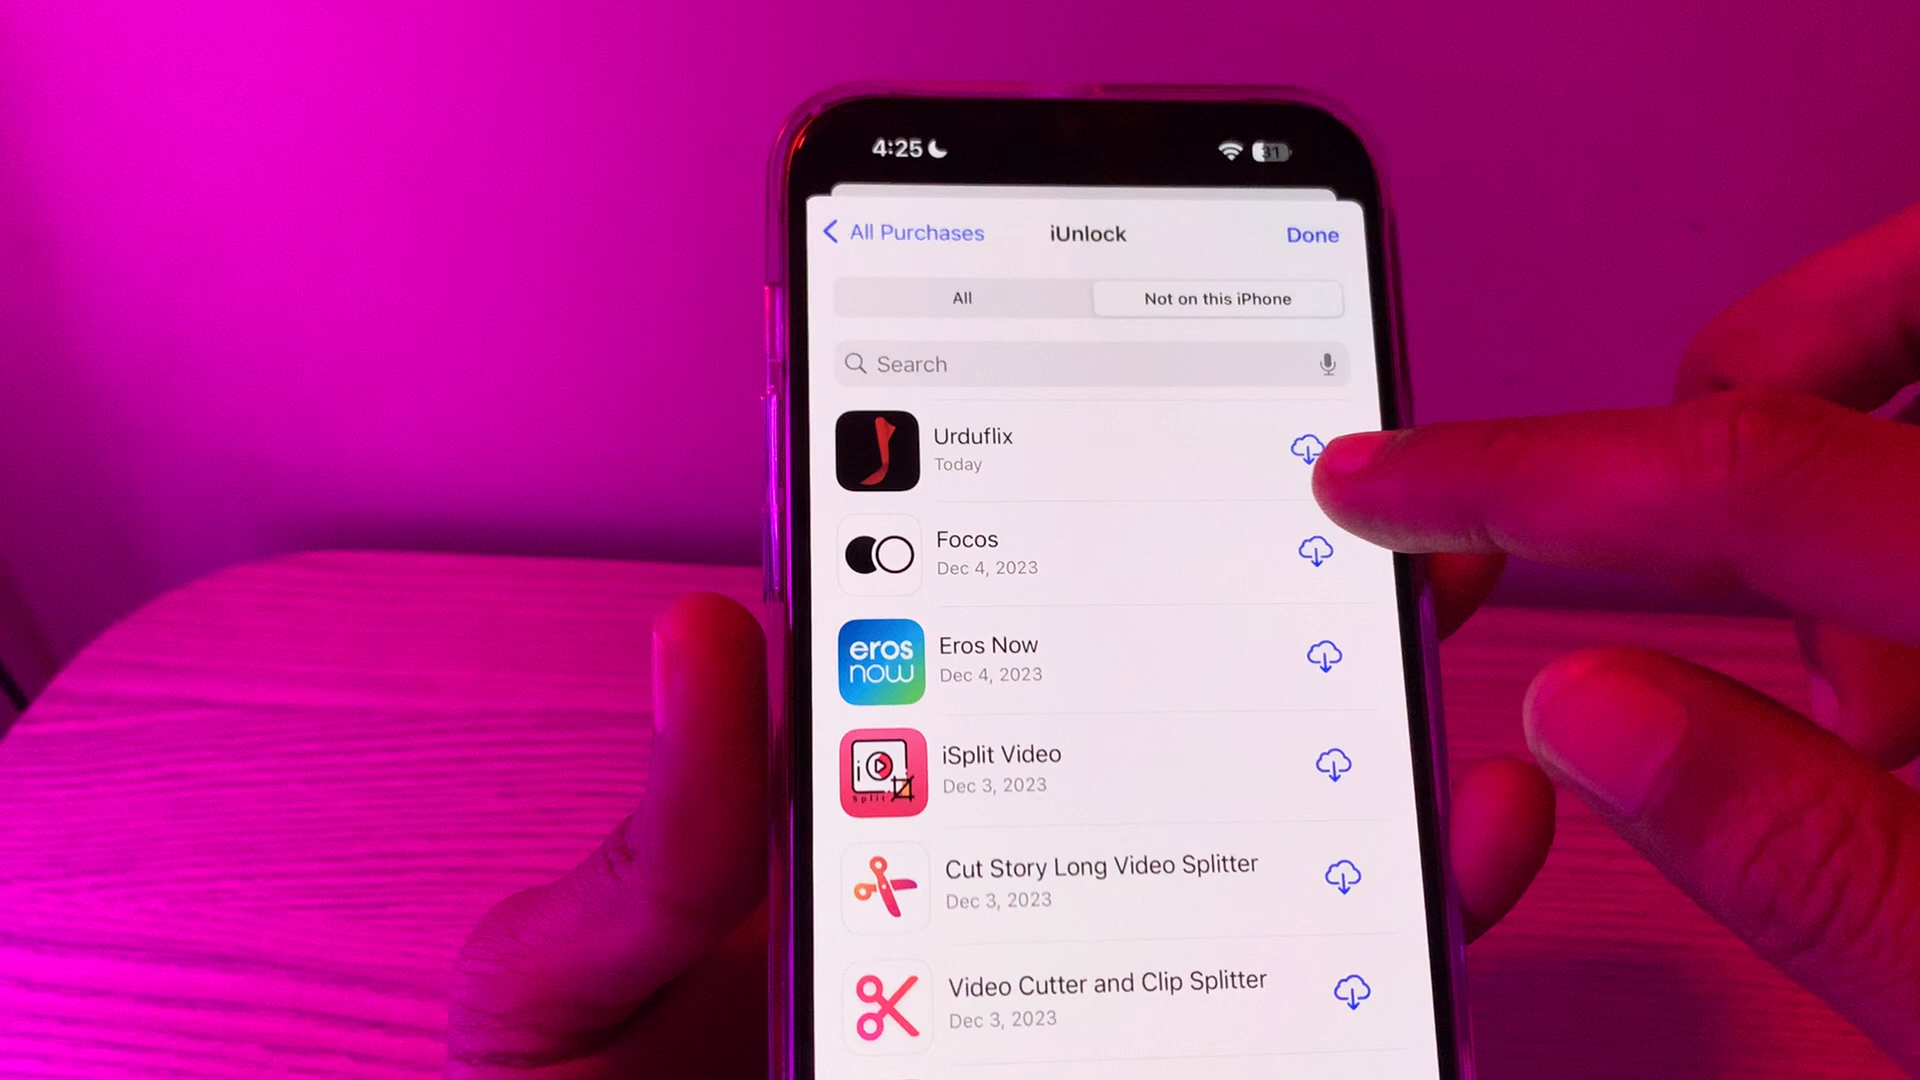 4:25
31
All Purchases
iUnlock
Done
All
Not on this iPhone
Search
Urduflix
Today
Focos
Dec 4, 2023
eros
now
Eros Now
Dec 4, 2023
i
Split
iSplit Video
Dec 3, 2023
Cut Story Long Video Splitter
Dec 3, 2023
Video Cutter and Clip Splitter
Dec 3, 2023